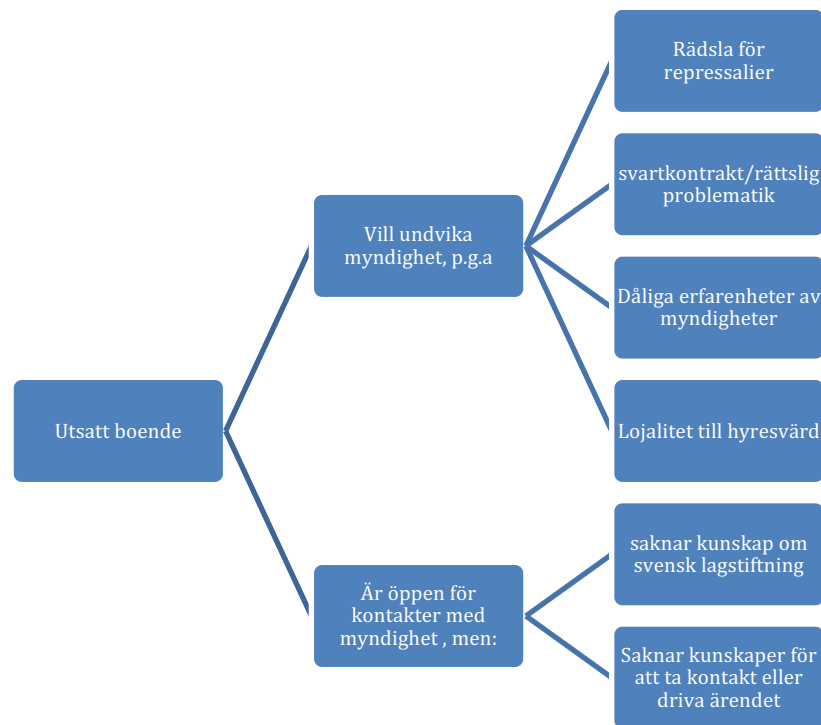 Utsatt boende
Vill undvika
myndighet, p.g.a
Rädsla för
repressalier
svartkontrakt/rättslig
problematik
Dåliga erfarenheter av
myndigheter
Lojalitet till hyresvärd
Är öppen för
kontakter med
myndighet , men:
saknar kunskap om
svensk lagstiftning
Saknar kunskaper för
att ta kontakt eller
driva ärendet